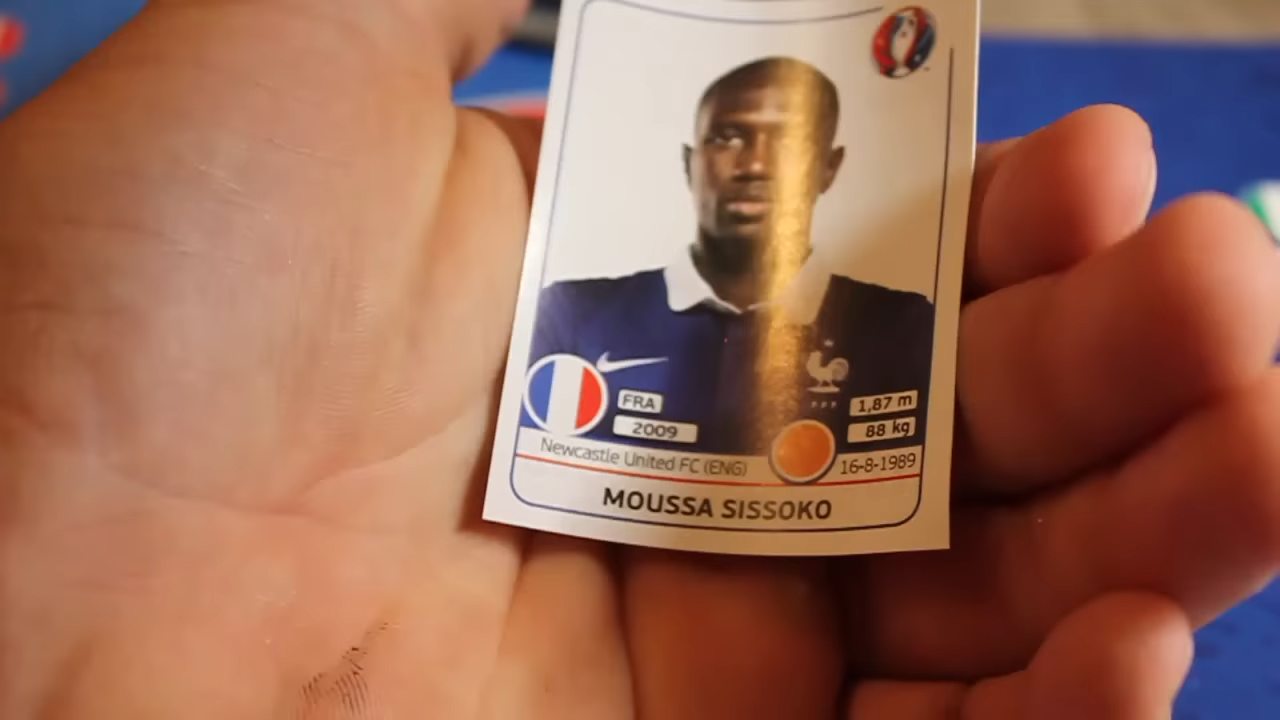 FRA
2009
1,87 m
88 kg
Newcastle United FC (ENG)
16-8-1989
MOUSSA SISSOKO